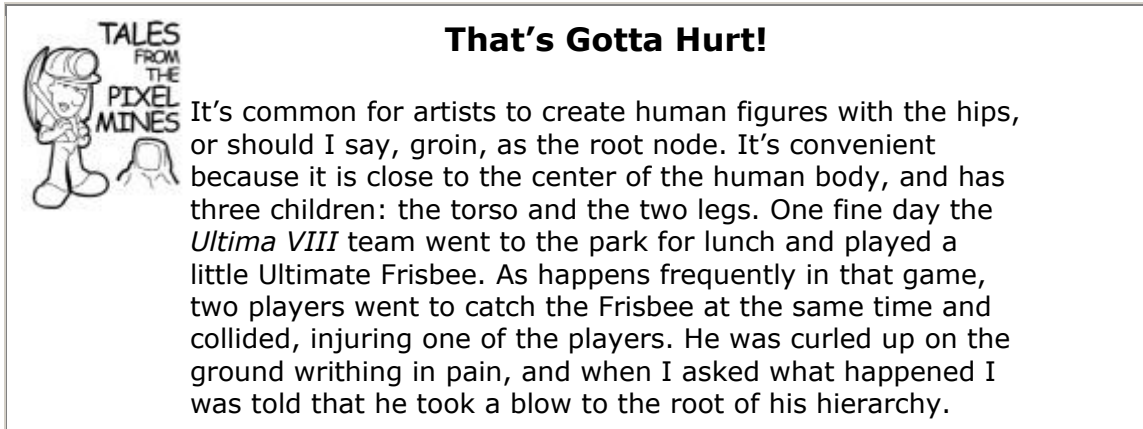 TALES
FROM
THE
PIXEL
MINES
That’s Gotta Hurt!
It’s common for artists to create human figures with the hips,
or should I say, groin, as the root node. It’s convenient
because it is close to the center of the human body, and has
three children: the torso and the two legs. One fine day the
Ultima VIII team went to the park for lunch and played a
little Ultimate Frisbee. As happens frequently in that game,
two players went to catch the Frisbee at the same time and
collided, injuring one of the players. He was curled up on the
ground writhing in pain, and when I asked what happened I
was told that he took a blow to the root of his hierarchy.